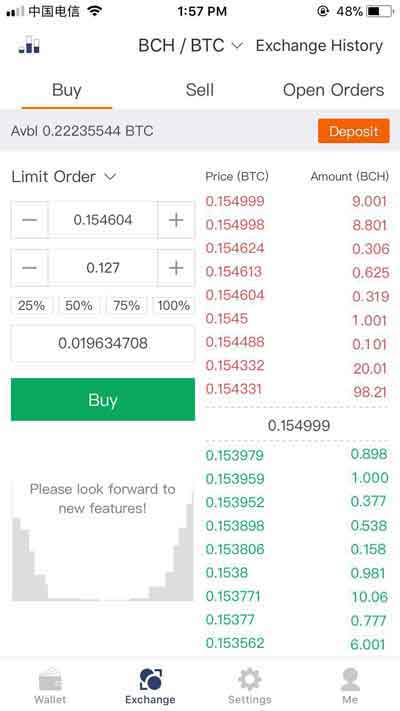 中国电信 1:57 PM 48%
BCH / BTC Exchange History
Buy Sell Open Orders
Avbl 0.22235544 BTC Deposit
Limit Order
0.154604
0.127
25% 50% 75% 100%
0.019634708
Buy
Please look forward to
new features!
Price (BTC) Amount (BCH)
0.154999 9.001
0.154998 8.801
0.154624 0.306
0.154613 0.625
0.154604 0.319
0.1545 1.001
0.154488 0.101
0.154332 20.01
0.154331 98.21
0.154999
0.153979 0.898
0.153959 1.000
0.153952 0.377
0.153898 0.538
0.153806 0.158
0.1538 0.981
0.153771 10.06
0.15377 0.777
0.153562 6.001
Wallet Exchange Settings Me